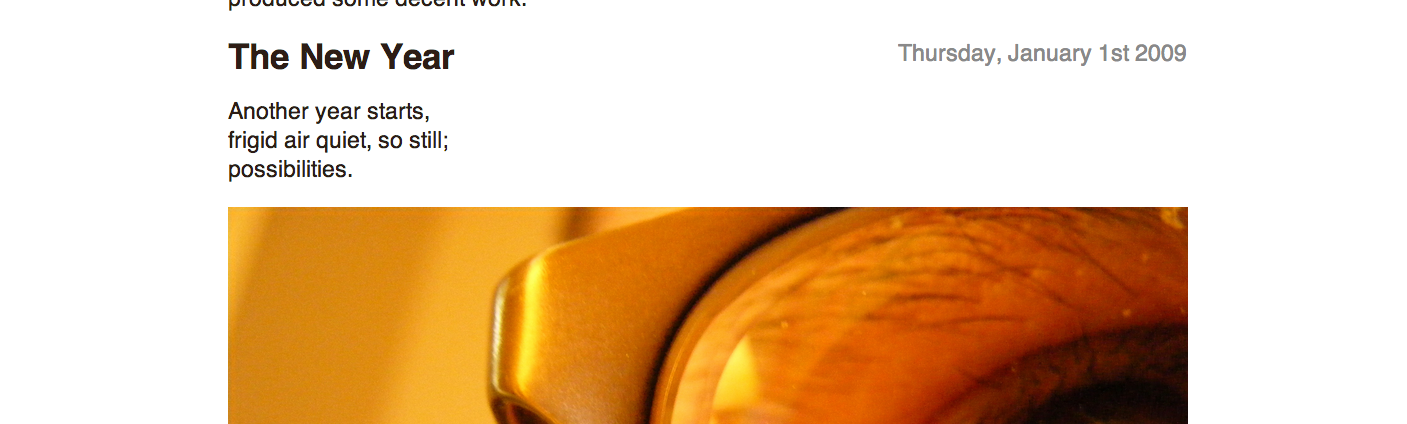 produced some decent work.
The New Year
Thursday, January 1st 2009
Another year starts,
frigid air quiet, so still;
possibilities.